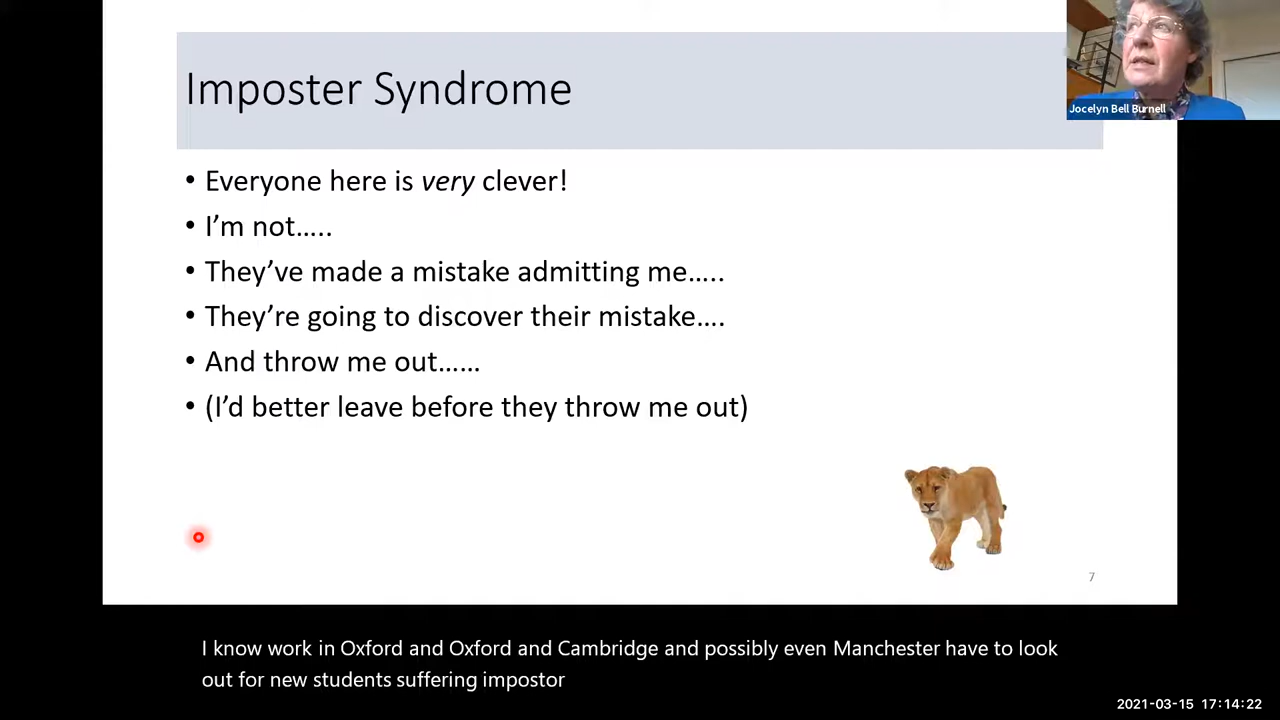 Imposter Syndrome
Jocelyn Bell Burnell
• Everyone here is very clever!
• I’m not.....
• They’ve made a mistake admitting me.....
• They’re going to discover their mistake....
• And throw me out......
• (I’d better leave before they throw me out)
7
I know work in Oxford and Oxford and Cambridge and possibly even Manchester have to look
out for new students suffering impostor
2021-03-15 17:14:22